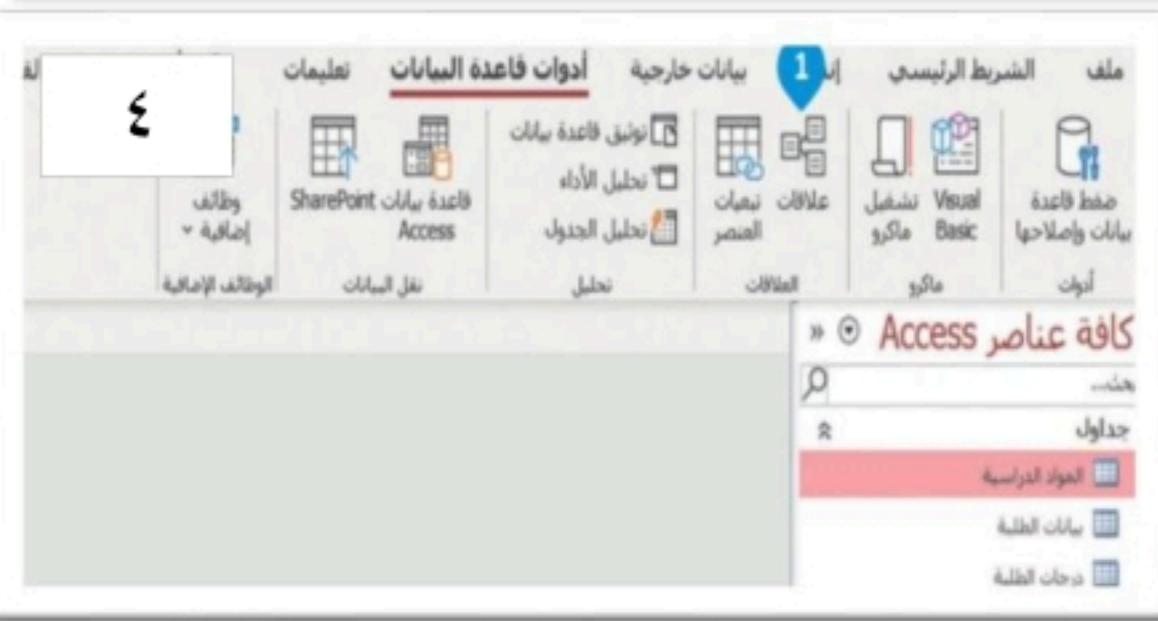 ملف الشريط الرئيسي 1 بيانات خارجية أدوات قاعدة البيانات تعليمات
٤
ضغط قاعدة بيانات وإصلاحها
Visual Basic
تشغيل ماكرو
علاقات
تبعيات العنصر
توثيق قاعدة بيانات
تحليل الأداء
تحليل الجدول
قاعدة بيانات Access
SharePoint
وظائف إضافية
أدوات ماكرو العلاقات تحليل نقل البيانات الوظائف الإضافية
كافة عناصر Access »
بحث...
جداول
المواد الدراسية
بيانات الطلبة
درجات الطلبة